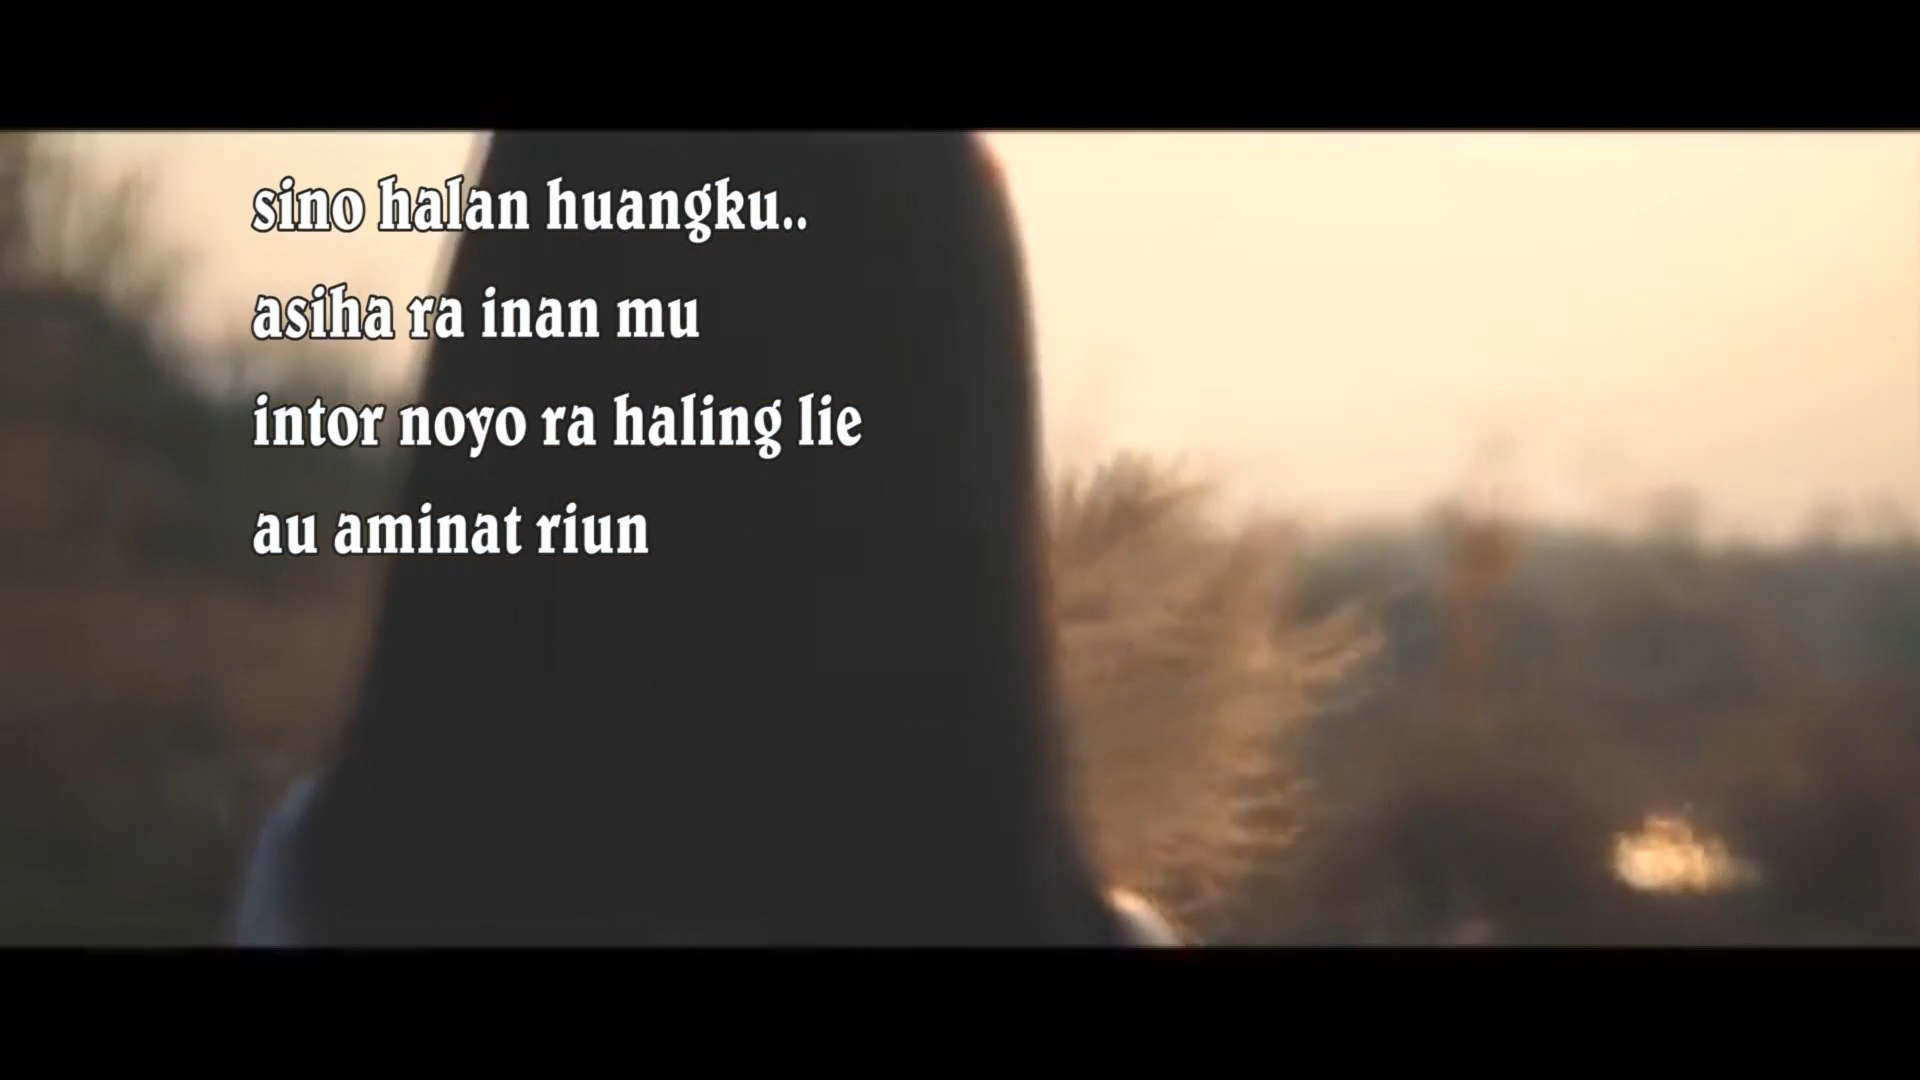 sino halan huangku..
asiha ra inan mu
intor noyo ra haling lie
au aminat riun